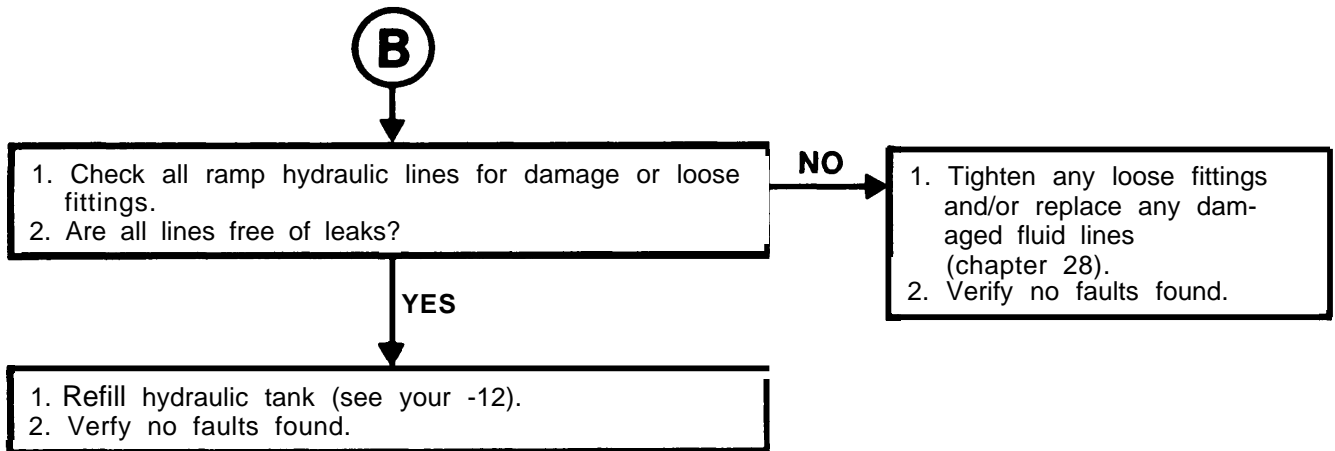 B
1. Check all ramp hydraulic lines for damage or loose
fittings.
2. Are all lines free of leaks?
NO
1. Tighten any loose fittings
and/or replace any dam-
aged fluid lines
(chapter 28).
2. Verify no faults found.
YES
1. Refill hydraulic tank (see your -12).
2. Verfy no faults found.